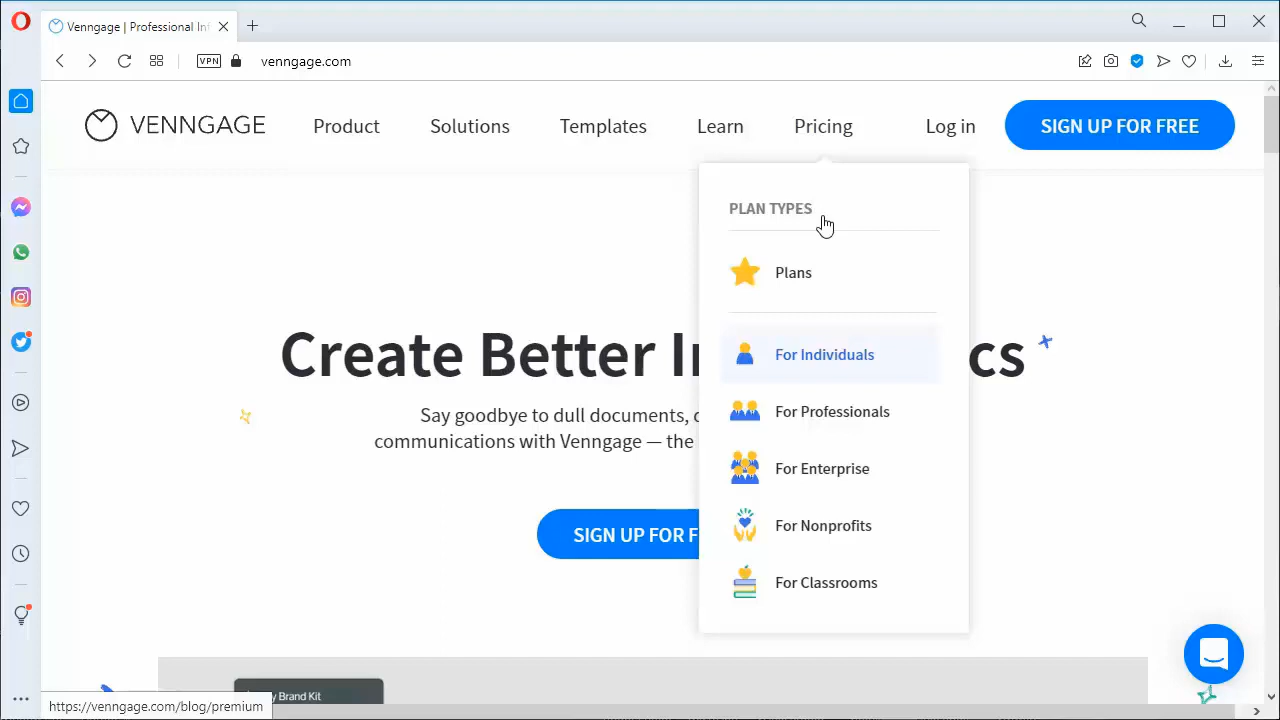 Venngage | Professional Inf
VPN
venngage.com
VENNGAGE
Product
Solutions
Templates
Learn
Pricing
Log in
SIGN UP FOR FREE
PLAN TYPES
Plans
For Individuals
For Professionals
For Enterprise
For Nonprofits
For Classrooms
Create Better In cs
Say goodbye to dull documents,
communications with Venngage — the
SIGN UP FOR F
y Brand Kit
https://venngage.com/blog/premium